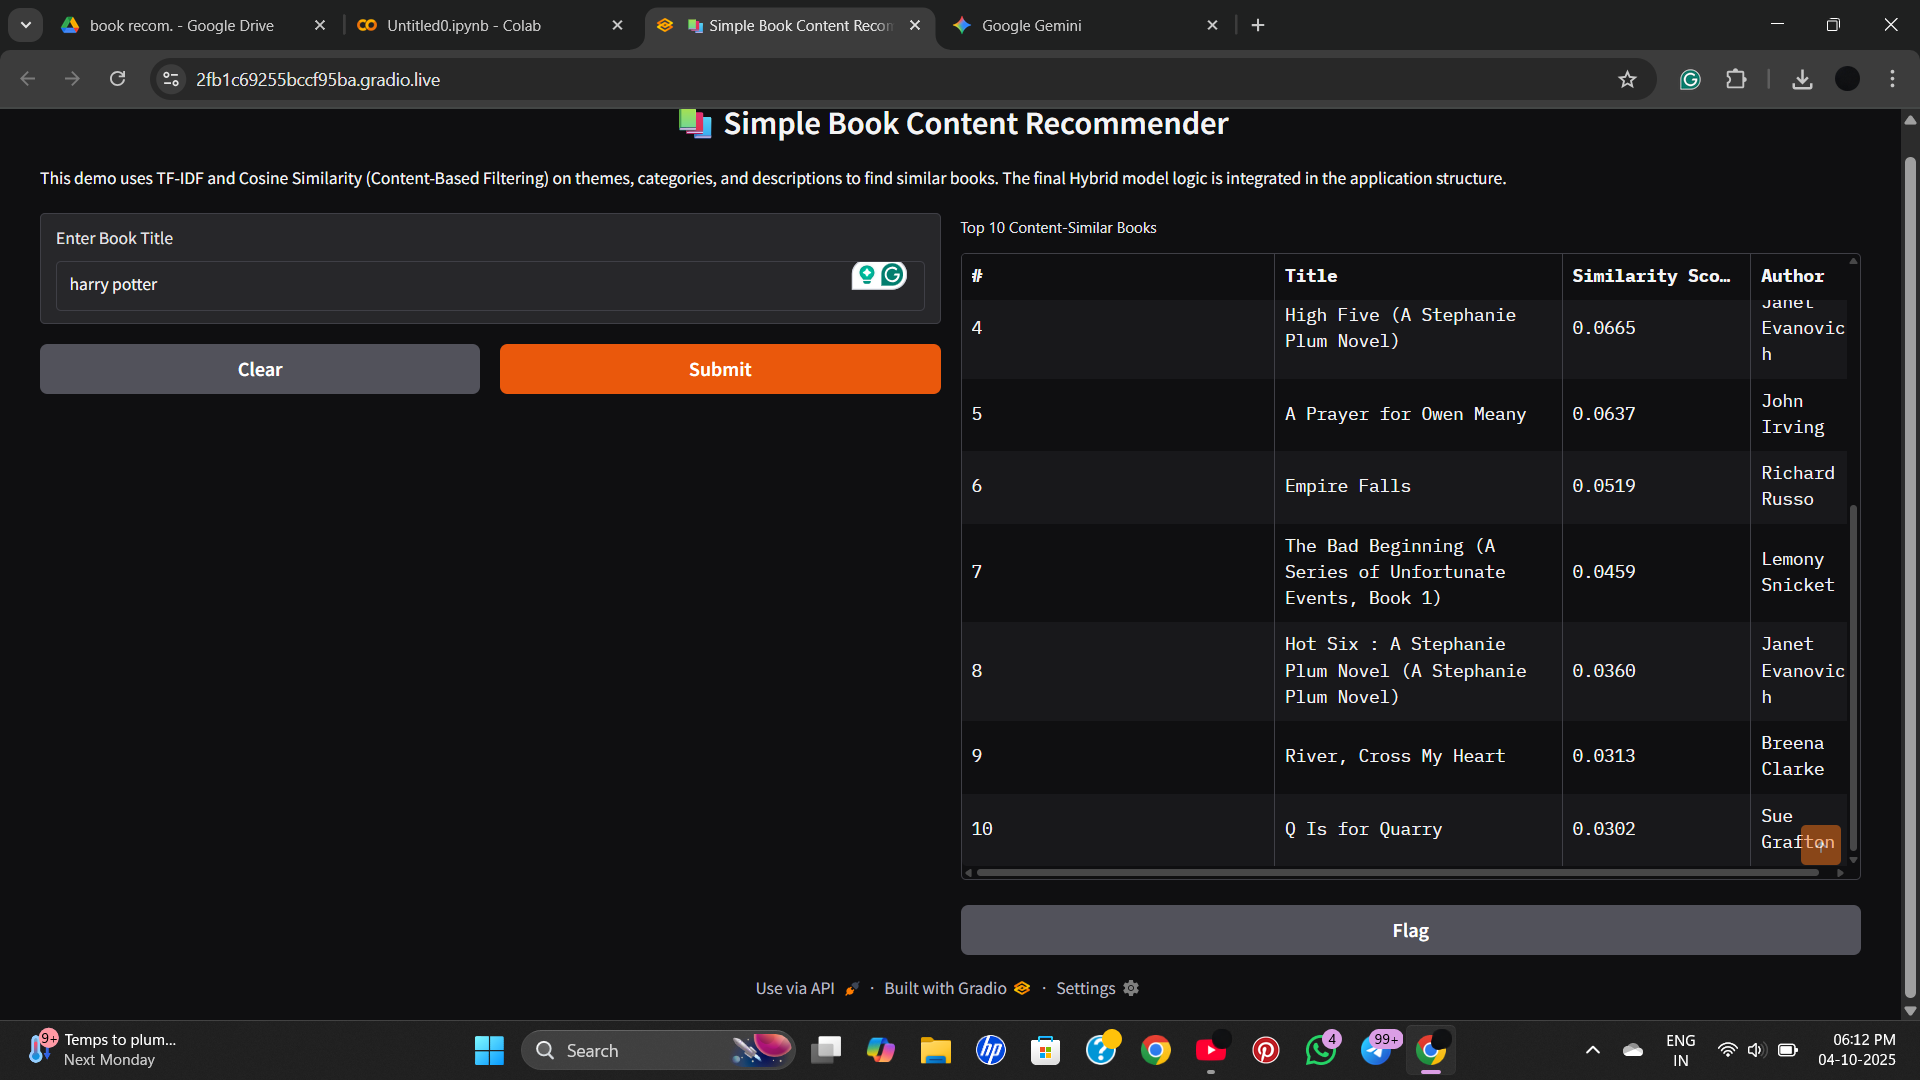 book recom. - Google Drive
Untitled0.ipynb - Colab
Simple Book Content Recon
Google Gemini
2fb1c69255bccf95ba.gradio.live
Simple Book Content Recommender
This demo uses TF-IDF and Cosine Similarity (Content-Based Filtering) on themes, categories, and descriptions to find similar books. The final Hybrid model logic is integrated in the application structure.
Enter Book Title
harry potter
Clear
Submit
Top 10 Content-Similar Books
# Title Similarity Sco... Author
4 High Five (A Stephanie Plum Novel) 0.0665 Janet Evanovich
5 A Prayer for Owen Meany 0.0637 John Irving
6 Empire Falls 0.0519 Richard Russo
7 The Bad Beginning (A Series of Unfortunate Events, Book 1) 0.0459 Lemony Snicket
8 Hot Six : A Stephanie Plum Novel (A Stephanie Plum Novel) 0.0360 Janet Evanovich
9 River, Cross My Heart 0.0313 Breena Clarke
10 Q Is for Quarry 0.0302 Sue Grafton
Flag
Use via API · Built with Gradio · Settings
9+
Temps to plum...
Next Monday
Search
4
99+
ENG
IN
06:12 PM
04-10-2025